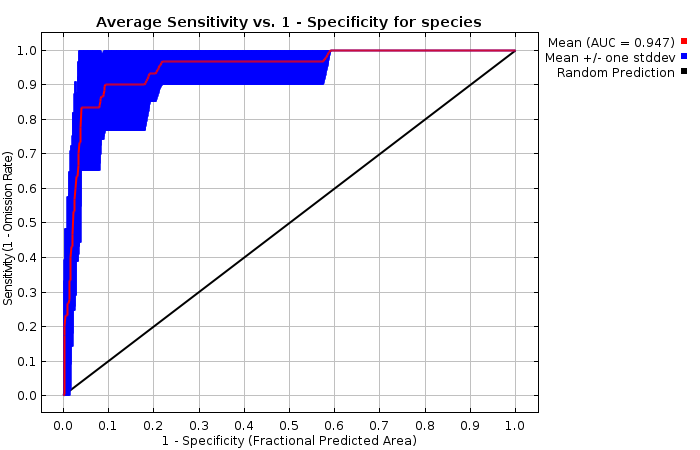 Average Sensitivity vs. 1 - Specificity for species
Mean (AUC = 0.947)
Mean +/- one stddev
Random Prediction
Sensitivity (1 - Omission Rate)
1.0
0.9
0.8
0.7
0.6
0.5
0.4
0.3
0.2
0.1
0.0
0.0 0.1 0.2 0.3 0.4 0.5 0.6 0.7 0.8 0.9 1.0
1 - Specificity (Fractional Predicted Area)